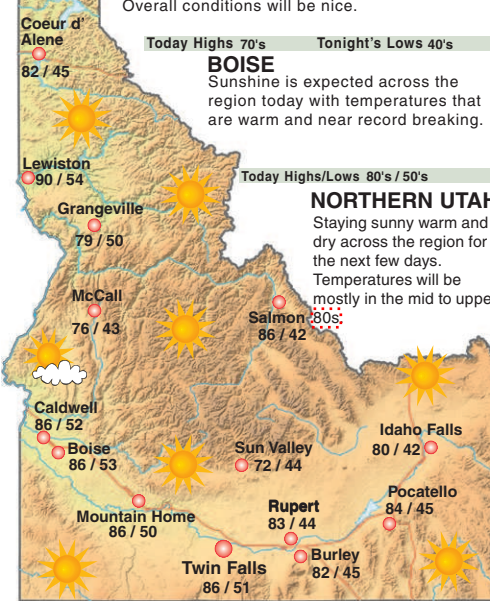 Overall conditions will be nice.
Coeur d'
Alene
82 / 45
Today Highs 70's Tonight's Lows 40's
BOISE
Sunshine is expected across the
region today with temperatures that
are warm and near record breaking.
Lewiston
90 / 54
Today Highs/Lows 80's / 50's
NORTHERN UTAH
Staying sunny warm and
dry across the region for
the next few days.
Temperatures will be
mostly in the mid to uppe
80s.
Grangeville
79 / 50
McCall
76 / 43
Salmon
86 / 42
Caldwell
86 / 52
Boise
86 / 53
Sun Valley
72 / 44
Idaho Falls
80 / 42
Pocatello
84 / 45
Mountain Home
86 / 50
Rupert
83 / 44
Twin Falls
86 / 51
Burley
82 / 45